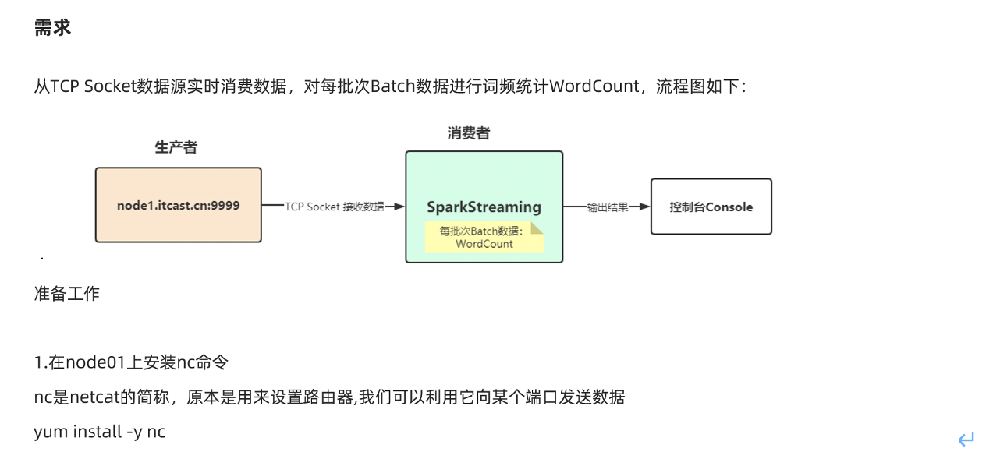 需求
从TCP Socket数据源实时消费数据，对每批次Batch数据进行词频统计WordCount，流程图如下：
生产者
消费者
node1.itcast.cn:9999
TCP Socket 接收数据
SparkStreaming
每批次Batch数据：
WordCount
输出结果
控制台Console
.
准备工作
1.在node01上安装nc命令
nc是netcat的简称，原本是用来设置路由器,我们可以利用它向某个端口发送数据
yum install -y nc